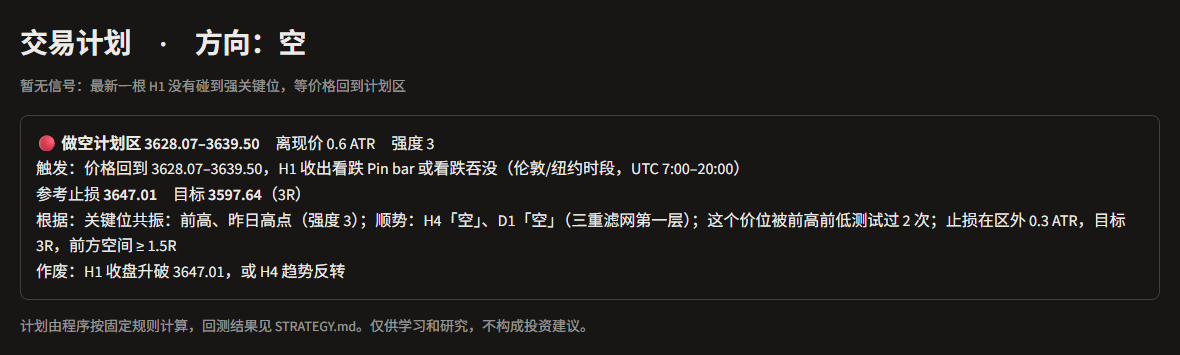 交易计划 · 方向：空
暂无信号：最新一根 H1 没有碰到强关键位，等价格回到计划区
做空计划区 3628.07–3639.50 离现价 0.6 ATR 强度 3
触发：价格回到 3628.07–3639.50，H1 收出看跌 Pin bar 或看跌吞没（伦敦/纽约时段，UTC 7:00–20:00）
参考止损 3647.01 目标 3597.64（3R）
根据：关键位共振：前高、昨日高点（强度 3）；顺势：H4「空」、D1「空」（三重滤网第一层）；这个价位被前高前低测试过 2 次；止损在区外 0.3 ATR，目标
3R，前方空间 ≥ 1.5R
作废：H1 收盘升破 3647.01，或 H4 趋势反转
计划由程序按固定规则计算，回测结果见 STRATEGY.md。仅供学习和研究，不构成投资建议。